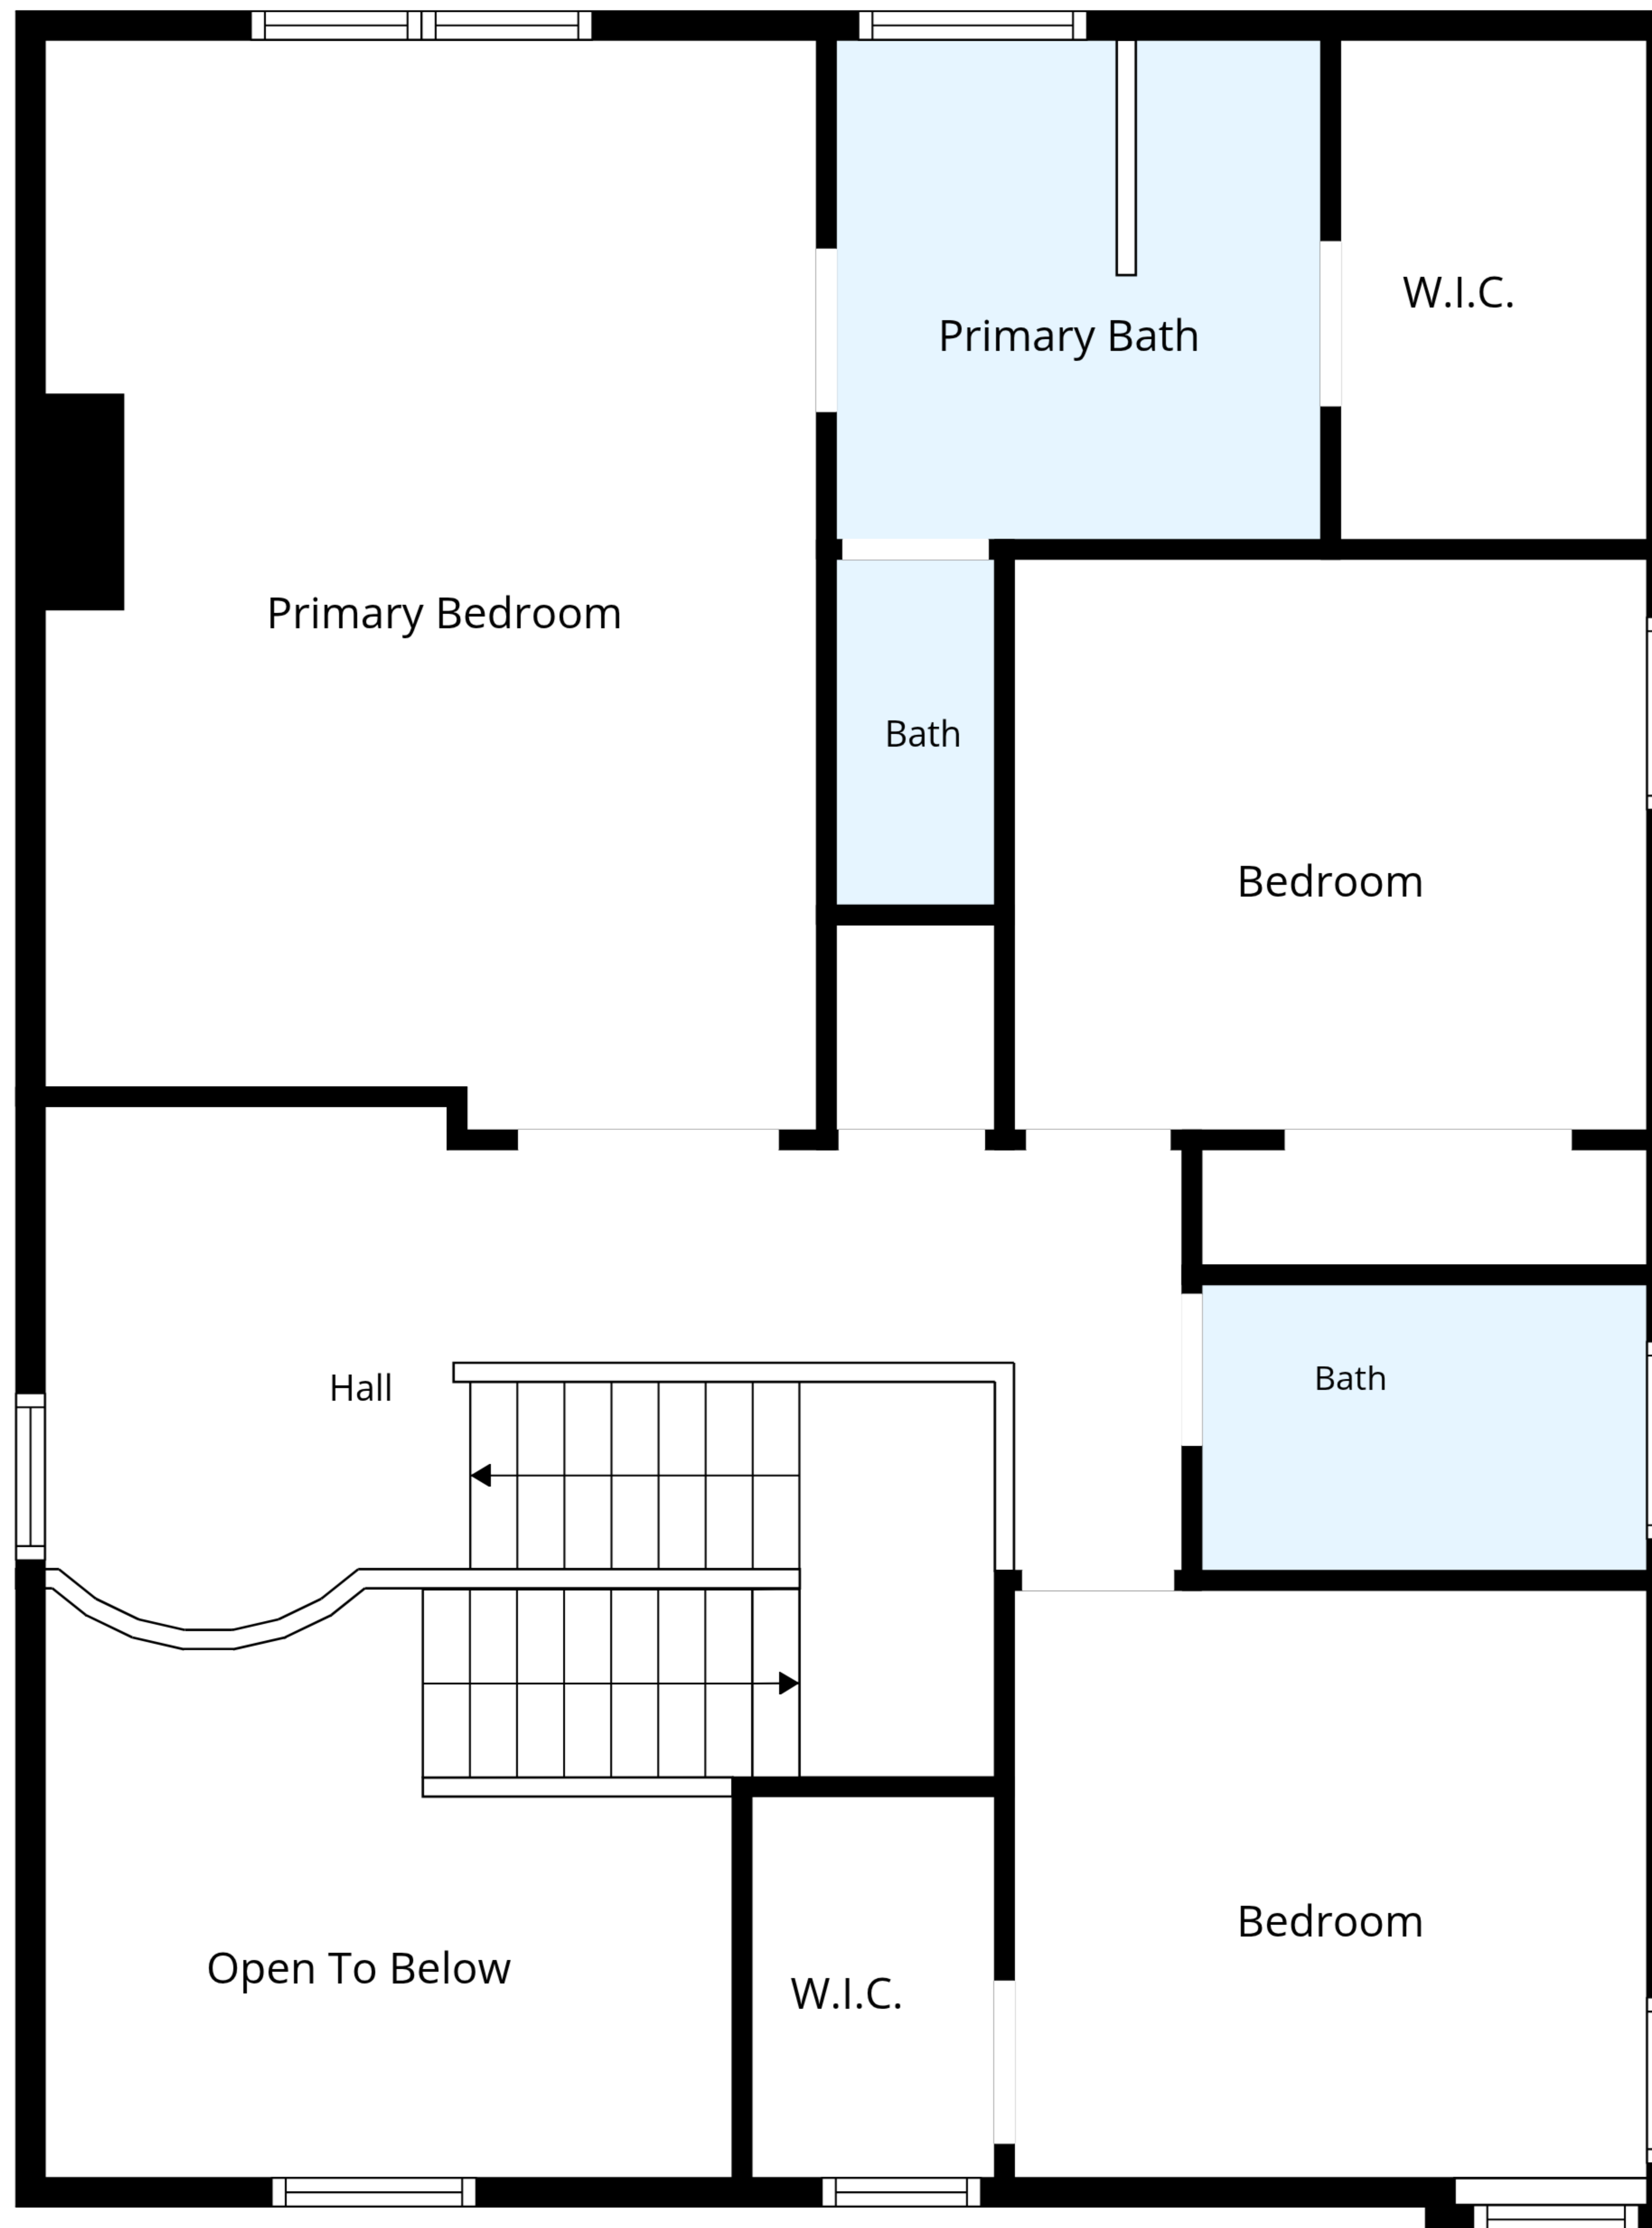 W.I.C.
Primary Bath
Primary Bedroom
Bath
Bedroom
Bath
Hall
Bedroom
Open To Below
W.I.C.